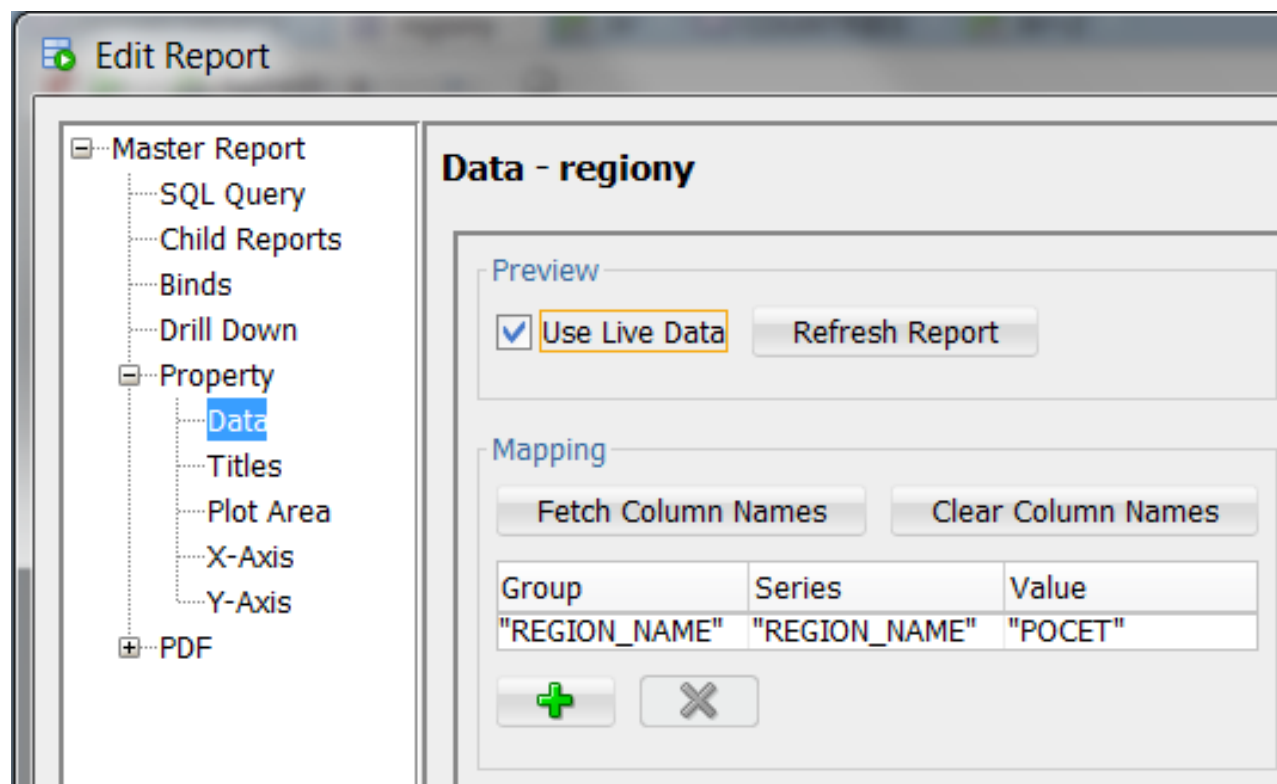 Edit Report
Master Report
SQL Query
Child Reports
Binds
Drill Down
Property
Data
Titles
Plot Area
X-Axis
Y-Axis
PDF
Data - regiony
Preview
Use Live Data Refresh Report
Mapping
Fetch Column Names Clear Column Names
Group Series Value
"REGION_NAME" "REGION_NAME" "POCET"